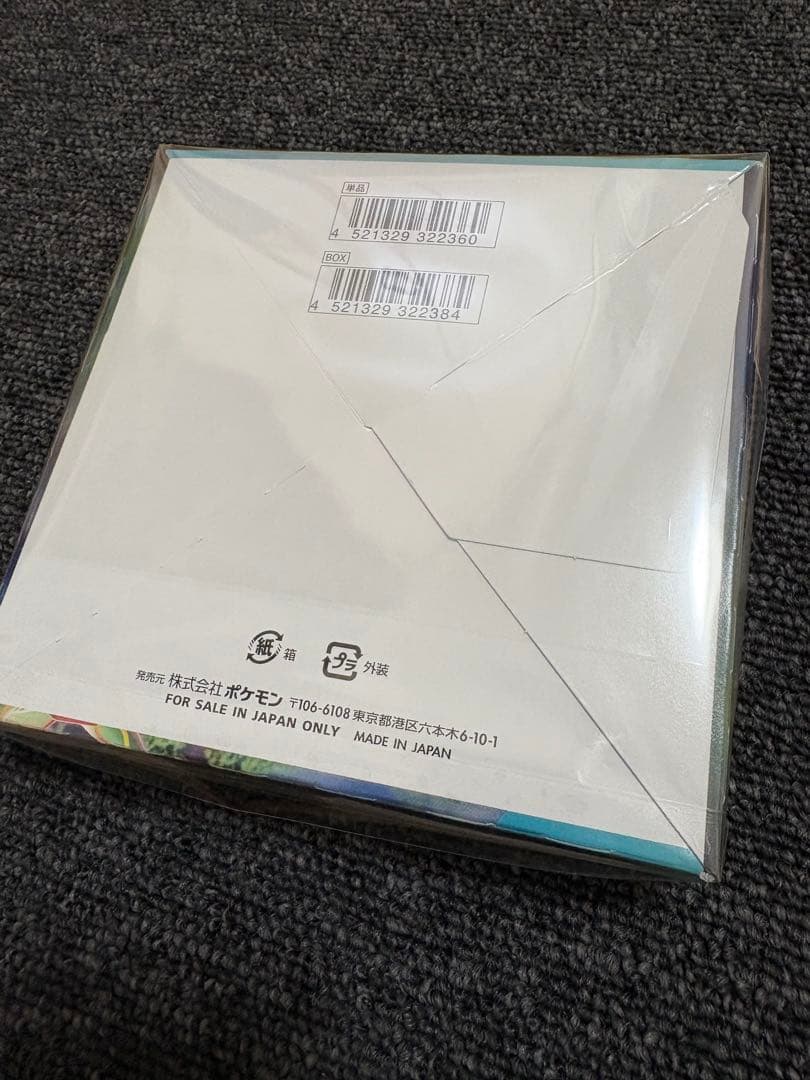 単品
4 521329 322360
BOX
4 521329 322384
紙 箱 プラ 外装
発売元 株式会社 ポケモン 〒106-6108 東京都港区六本木6-10-1
FOR SALE IN JAPAN ONLY MADE IN JAPAN